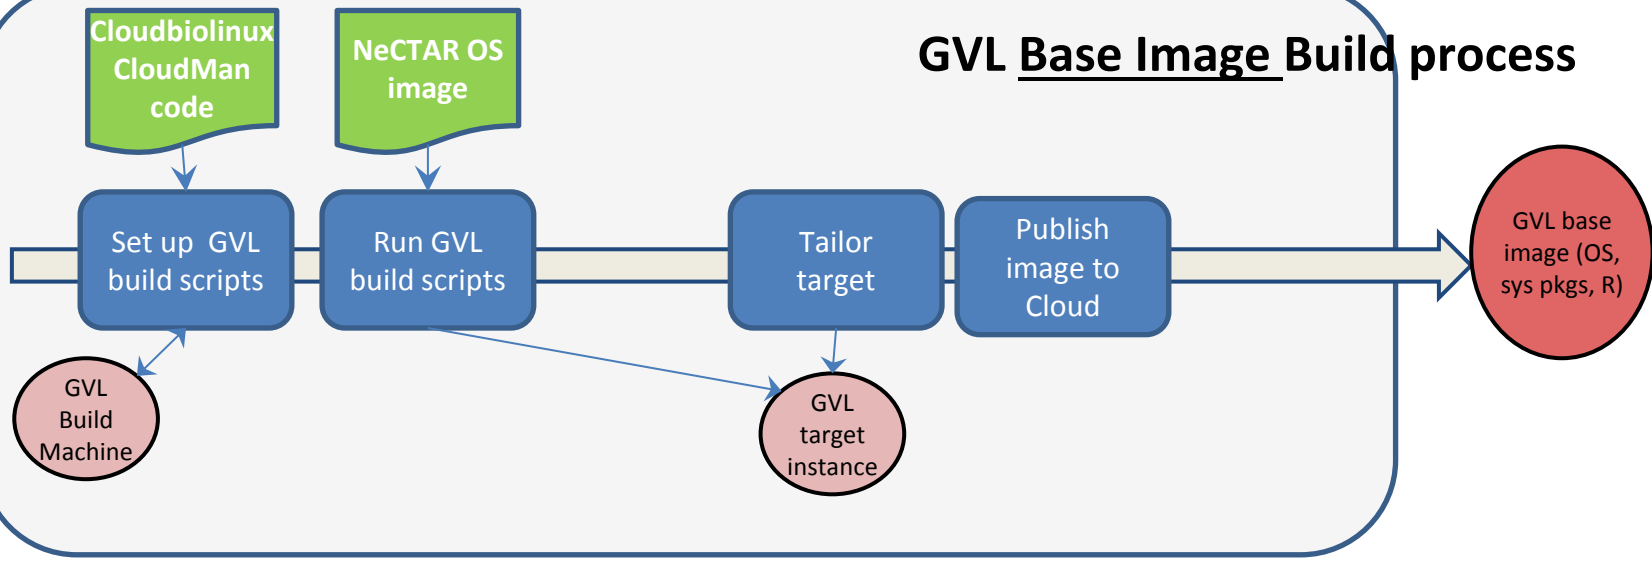 GVL Base Image Build process
Cloudbiolinux
CloudMan
code
NeCTAR OS
image
Set up  GVL
build scripts
Run GVL
build scripts
Tailor
target
Publish
image to
Cloud
GVL base
image (OS,
sys pkgs, R)
GVL
Build
Machine
GVL
target
instance